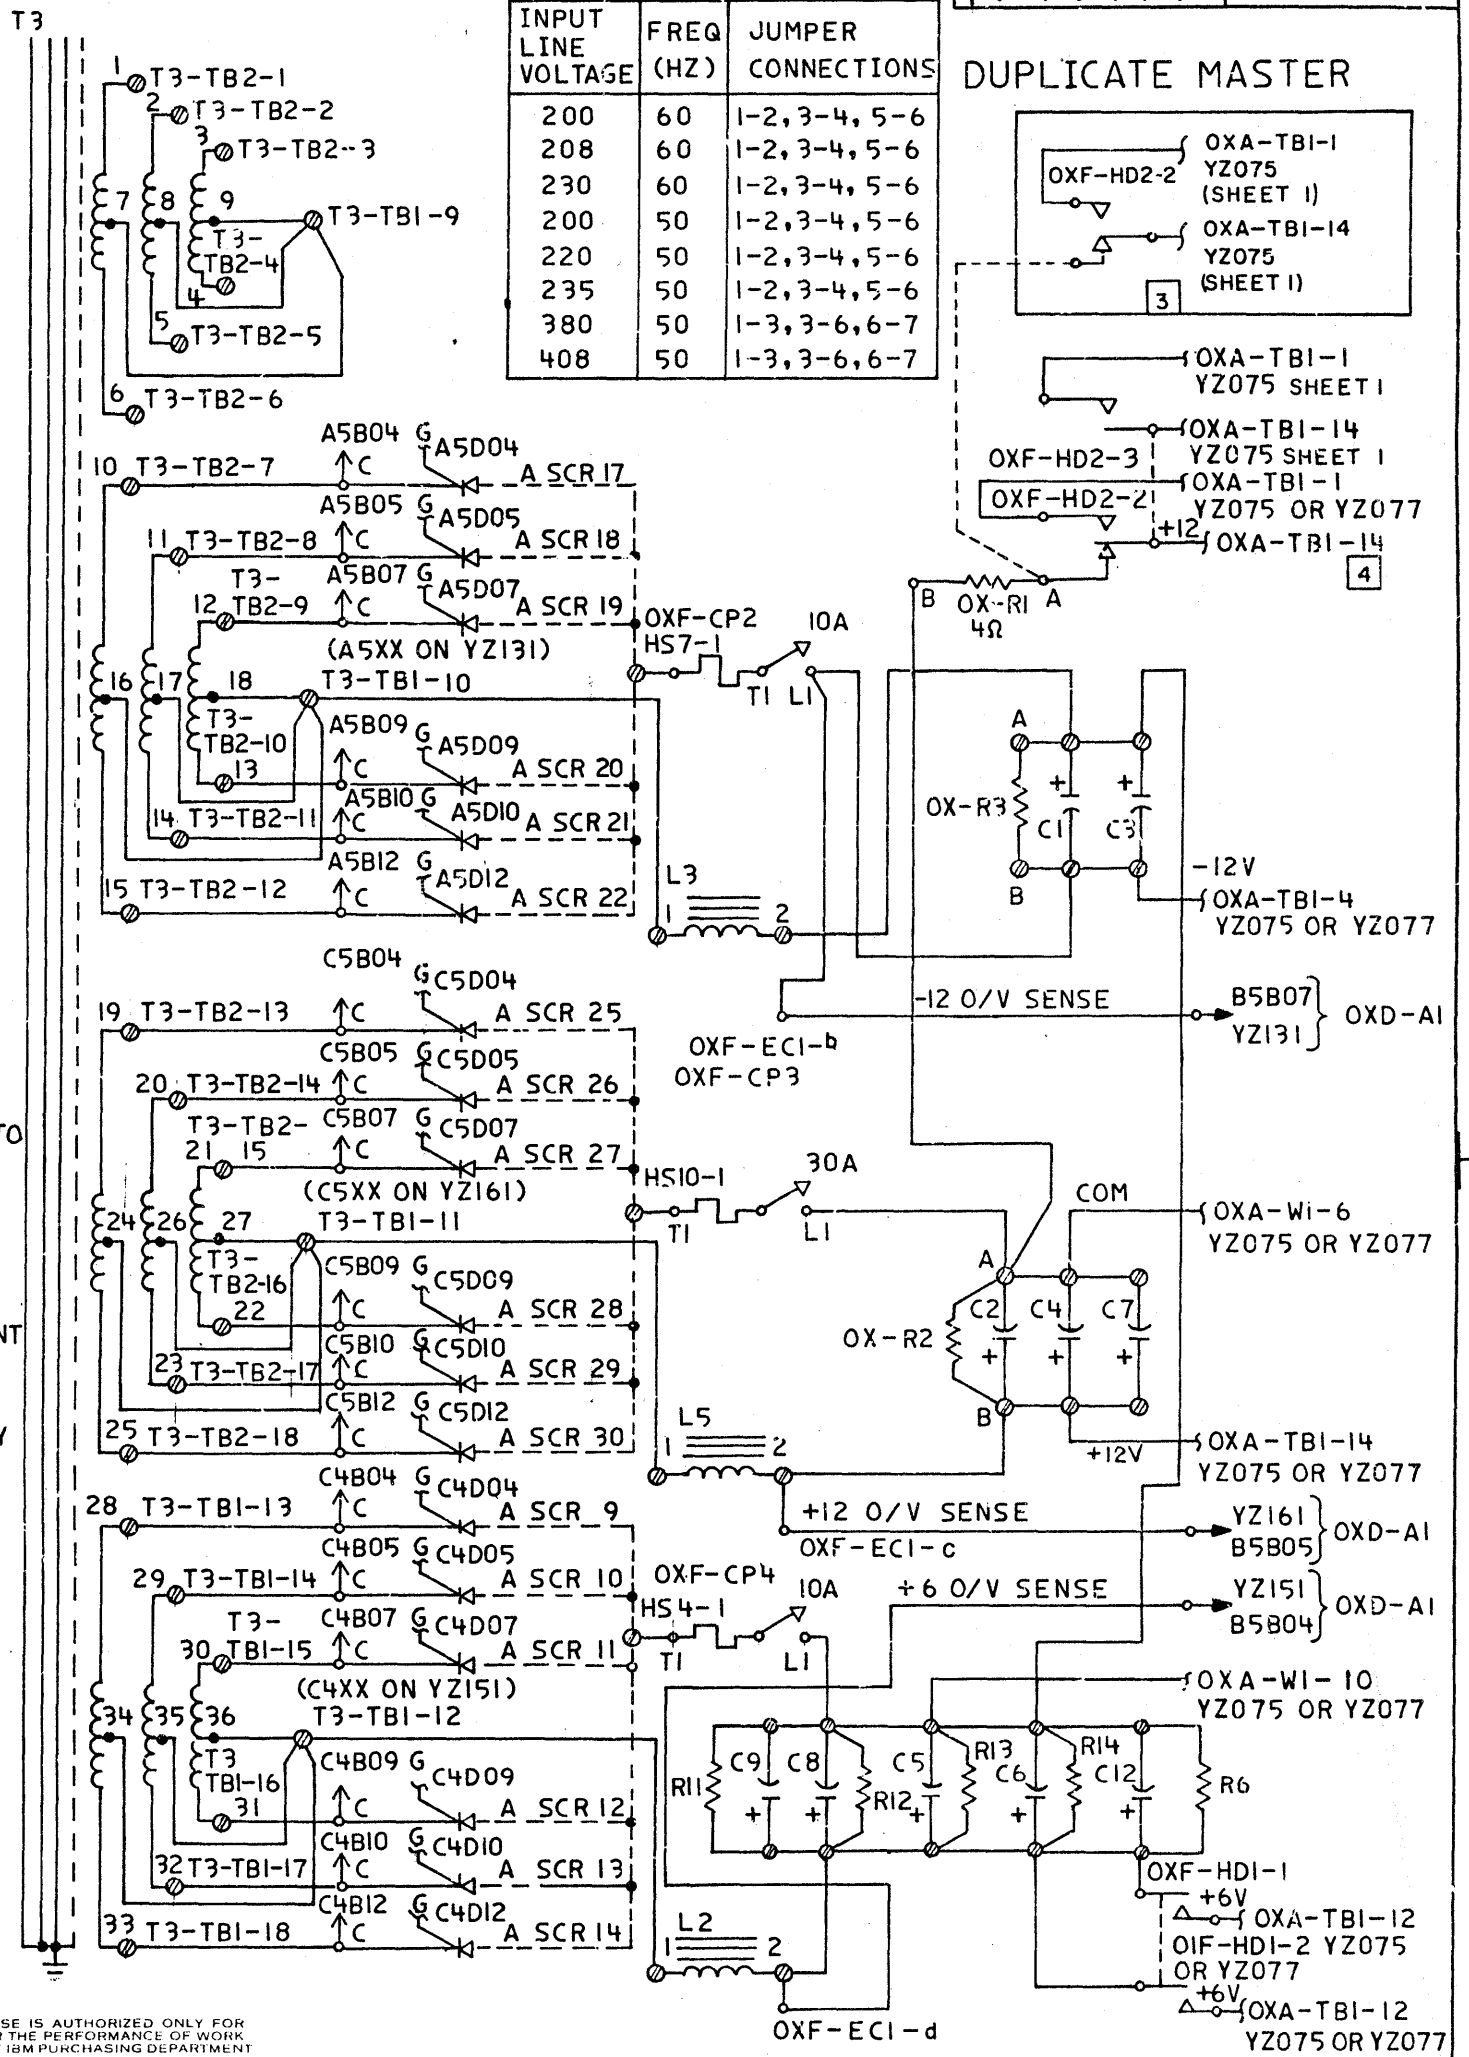 T3
INPUT LINE VOLTAGE FREQ (HZ) JUMPER CONNECTIONS
200 60 1-2, 3-4, 5-6
208 60 1-2, 3-4, 5-6
230 60 1-2, 3-4, 5-6
200 50 1-2, 3-4, 5-6
220 50 1-2, 3-4, 5-6
235 50 1-2, 3-4, 5-6
380 50 1-3, 3-6, 6-7
408 50 1-3, 3-6, 6-7
DUPLICATE MASTER
OXF-HD2-2
OXA-TB1-1
YZ075
(SHEET 1)
OXA-TB1-14
YZ075
(SHEET 1)
3
1 T3-TB2-1
2 T3-TB2-2
3 T3-TB2-3
7 8 9 T3-TB1-9
T3-
TB2-4
4
5 T3-TB2-5
6 T3-TB2-6
OXA-TB1-1
YZ075 SHEET 1
OXA-TB1-14
YZ075 SHEET 1
OXF-HD2-3
OXA-TB1-1
YZ075 OR YZ077
OXF-HD2-2
+12
OXA-TB1-14
4
B OX-R1 A
4Ω
10 T3-TB2-7 A5B04 C G A5D04 A SCR 17
11 T3-TB2-8 A5B05 C G A5D05 A SCR 18
12 T3-
TB2-9 A5B07 C G A5D07 A SCR 19
(A5XX ON YZ131)
16 17 18 T3-TB1-10
T3-
TB2-10
13 A5B09 C G A5D09 A SCR 20
14 T3-TB2-11 A5B10 C G A5D10 A SCR 21
15 T3-TB2-12 A5B12 C G A5D12 A SCR 22
OXF-CP2
HS7-1 10A
T1 L1
L3
1 2
A
OX-R3 + C1 + C3
B
-12V
OXA-TB1-4
YZ075 OR YZ077
-12 O/V SENSE
B5B07
YZ131
OXD-A1
OXF-EC1-b
OXF-CP3
19 T3-TB2-13 C5B04 C G C5D04 A SCR 25
20 T3-TB2-14 C5B05 C G C5D05 A SCR 26
T3-TB2-
21 15 C5B07 C G C5D07 A SCR 27
(C5XX ON YZ161)
24 26 27 T3-TB1-11
T3-
TB2-16
22 C5B09 C G C5D09 A SCR 28
23 T3-TB2-17 C5B10 C G C5D10 A SCR 29
25 T3-TB2-18 C5B12 C G C5D12 A SCR 30
TO
NT
Y
HS10-1 30A
T1 L1
COM
OXA-W1-6
YZ075 OR YZ077
A
OX-R2 C2 + C4 + C7 +
B
L5
1 2
+12V
OXA-TB1-14
YZ075 OR YZ077
+12 O/V SENSE
OXF-EC1-c
YZ161
B5B05
OXD-A1
28 T3-TB1-13 C4B04 C G C4D04 A SCR 9
29 T3-TB1-14 C4B05 C G C4D05 A SCR 10
T3-
30 TB1-15 C4B07 C G C4D07 A SCR 11
(C4XX ON YZ151)
34 35 36 T3-TB1-12
T3
TB1-16
31 C4B09 C G C4D09 A SCR 12
32 T3-TB1-17 C4B10 C G C4D10 A SCR 13
33 T3-TB1-18 C4B12 C G C4D12 A SCR 14
OXF-CP4
HS4-1 10A
T1 L1
+6 O/V SENSE
YZ151
B5B04
OXD-A1
OXA-W1-10
YZ075 OR YZ077
R11 C9 + C8 + R12 C5 + R13 C6 + R14 C12 + R6
L2
1 2
OXF-EC1-d
OXF-HD1-1
+6V
OXA-TB1-12
OIF-HD1-2 YZ075
OR YZ077
+6V
OXA-TB1-12
YZ075 OR YZ077
SE IS AUTHORIZED ONLY FOR
THE PERFORMANCE OF WORK
IBM PURCHASING DEPARTMENT